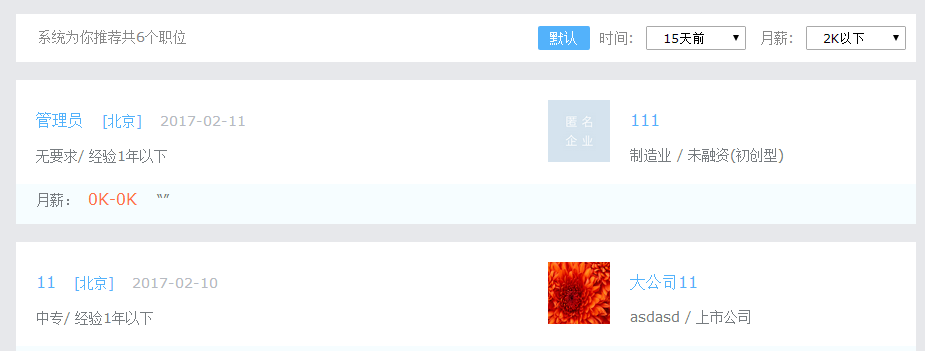 系统为你推荐共6个职位 默认 时间： 15天前 月薪： 2K以下
管理员 [北京] 2017-02-11
匿名
企业
111
无要求/ 经验1年以下
制造业 / 未融资(初创型)
月薪： 0K-0K “”
11 [北京] 2017-02-10
大公司11
中专/ 经验1年以下
asdasd / 上市公司